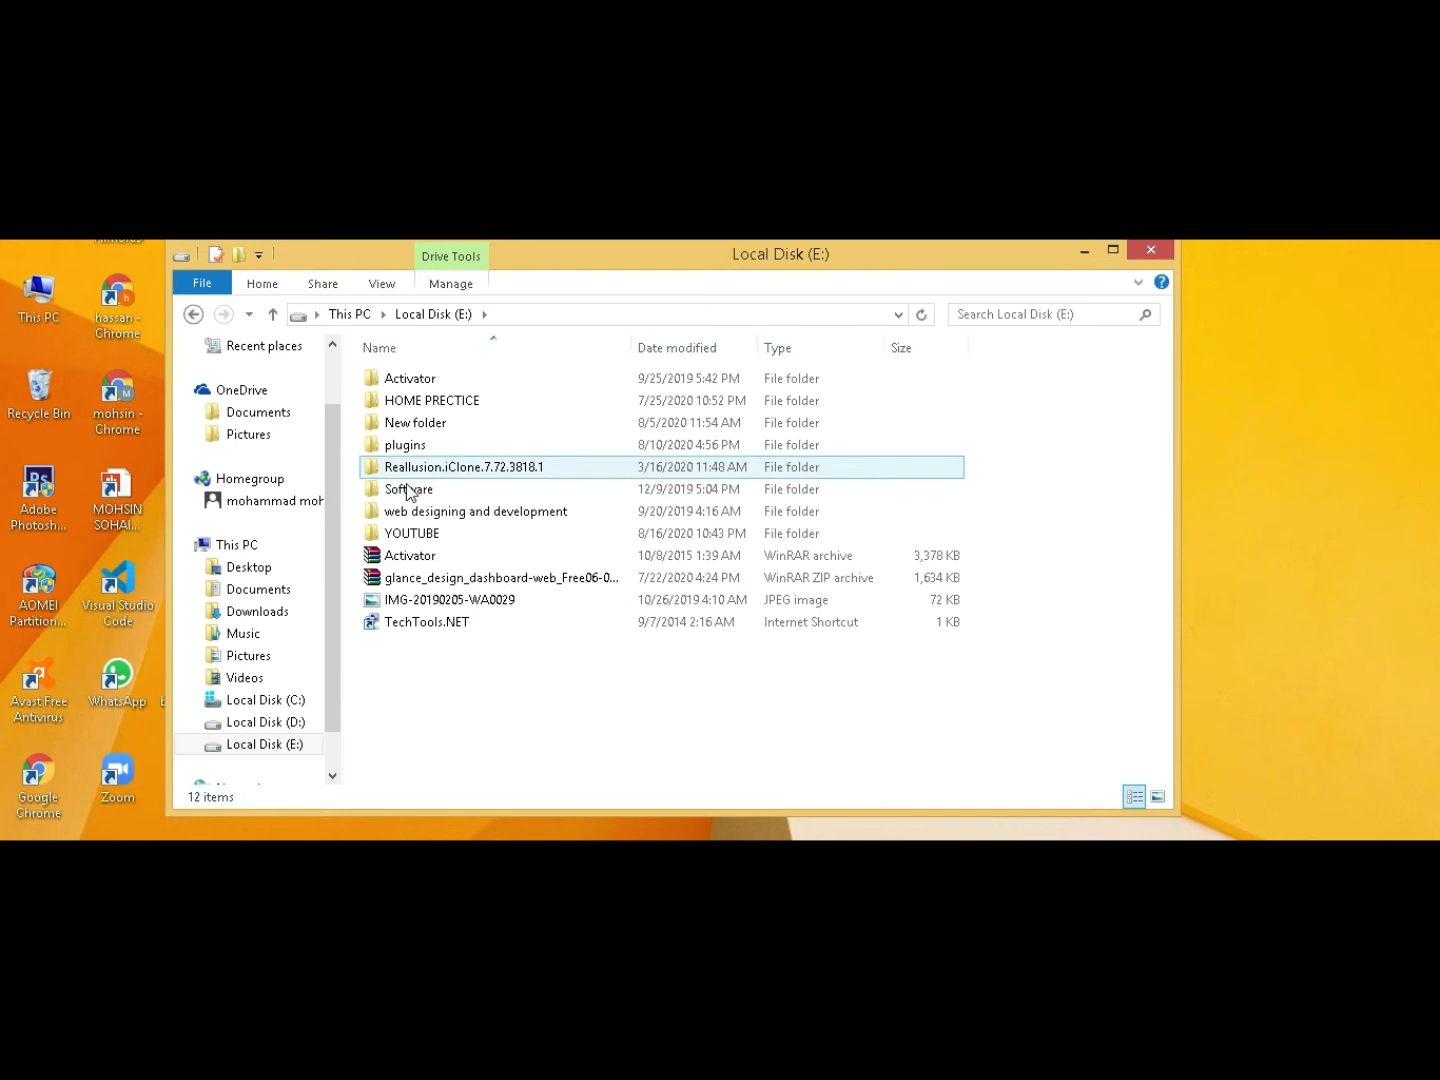 Drive Tools
Local Disk (E:)
File
Home
Share
View
Manage
This PC
Local Disk (E:)
Search Local Disk (E:)
Name
Date modified
Type
Size
Recent places
OneDrive
Documents
Pictures
Homegroup
mohammad moh
This PC
Desktop
Documents
Downloads
Music
Pictures
Videos
Local Disk (C:)
Local Disk (D:)
Local Disk (E:)
Activator 9/25/2019 5:42 PM File folder
HOME PRECTICE 7/25/2020 10:52 PM File folder
New folder 8/5/2020 11:54 AM File folder
plugins 8/10/2020 4:56 PM File folder
Reallusion.iClone.7.72.3818.1 3/16/2020 11:48 AM File folder
Software 12/9/2019 5:04 PM File folder
web designing and development 9/20/2019 4:16 AM File folder
YOUTUBE 8/16/2020 10:43 PM File folder
Activator 10/8/2015 1:39 AM WinRAR archive 3,378 KB
glance_design_dashboard-web_Free06-0... 7/22/2020 4:24 PM WinRAR ZIP archive 1,634 KB
IMG-20190205-WA0029 10/26/2019 4:10 AM JPEG image 72 KB
TechTools.NET 9/7/2014 2:16 AM Internet Shortcut 1 KB
12 items
This PC
hassan -
Chrome
Recycle Bin
mohsin -
Chrome
Adobe
Photosh...
MOHSIN
SOHAI...
AOMEI
Partition...
Visual Studio
Code
Avast Free
Antivirus
WhatsApp
Google
Chrome
Zoom